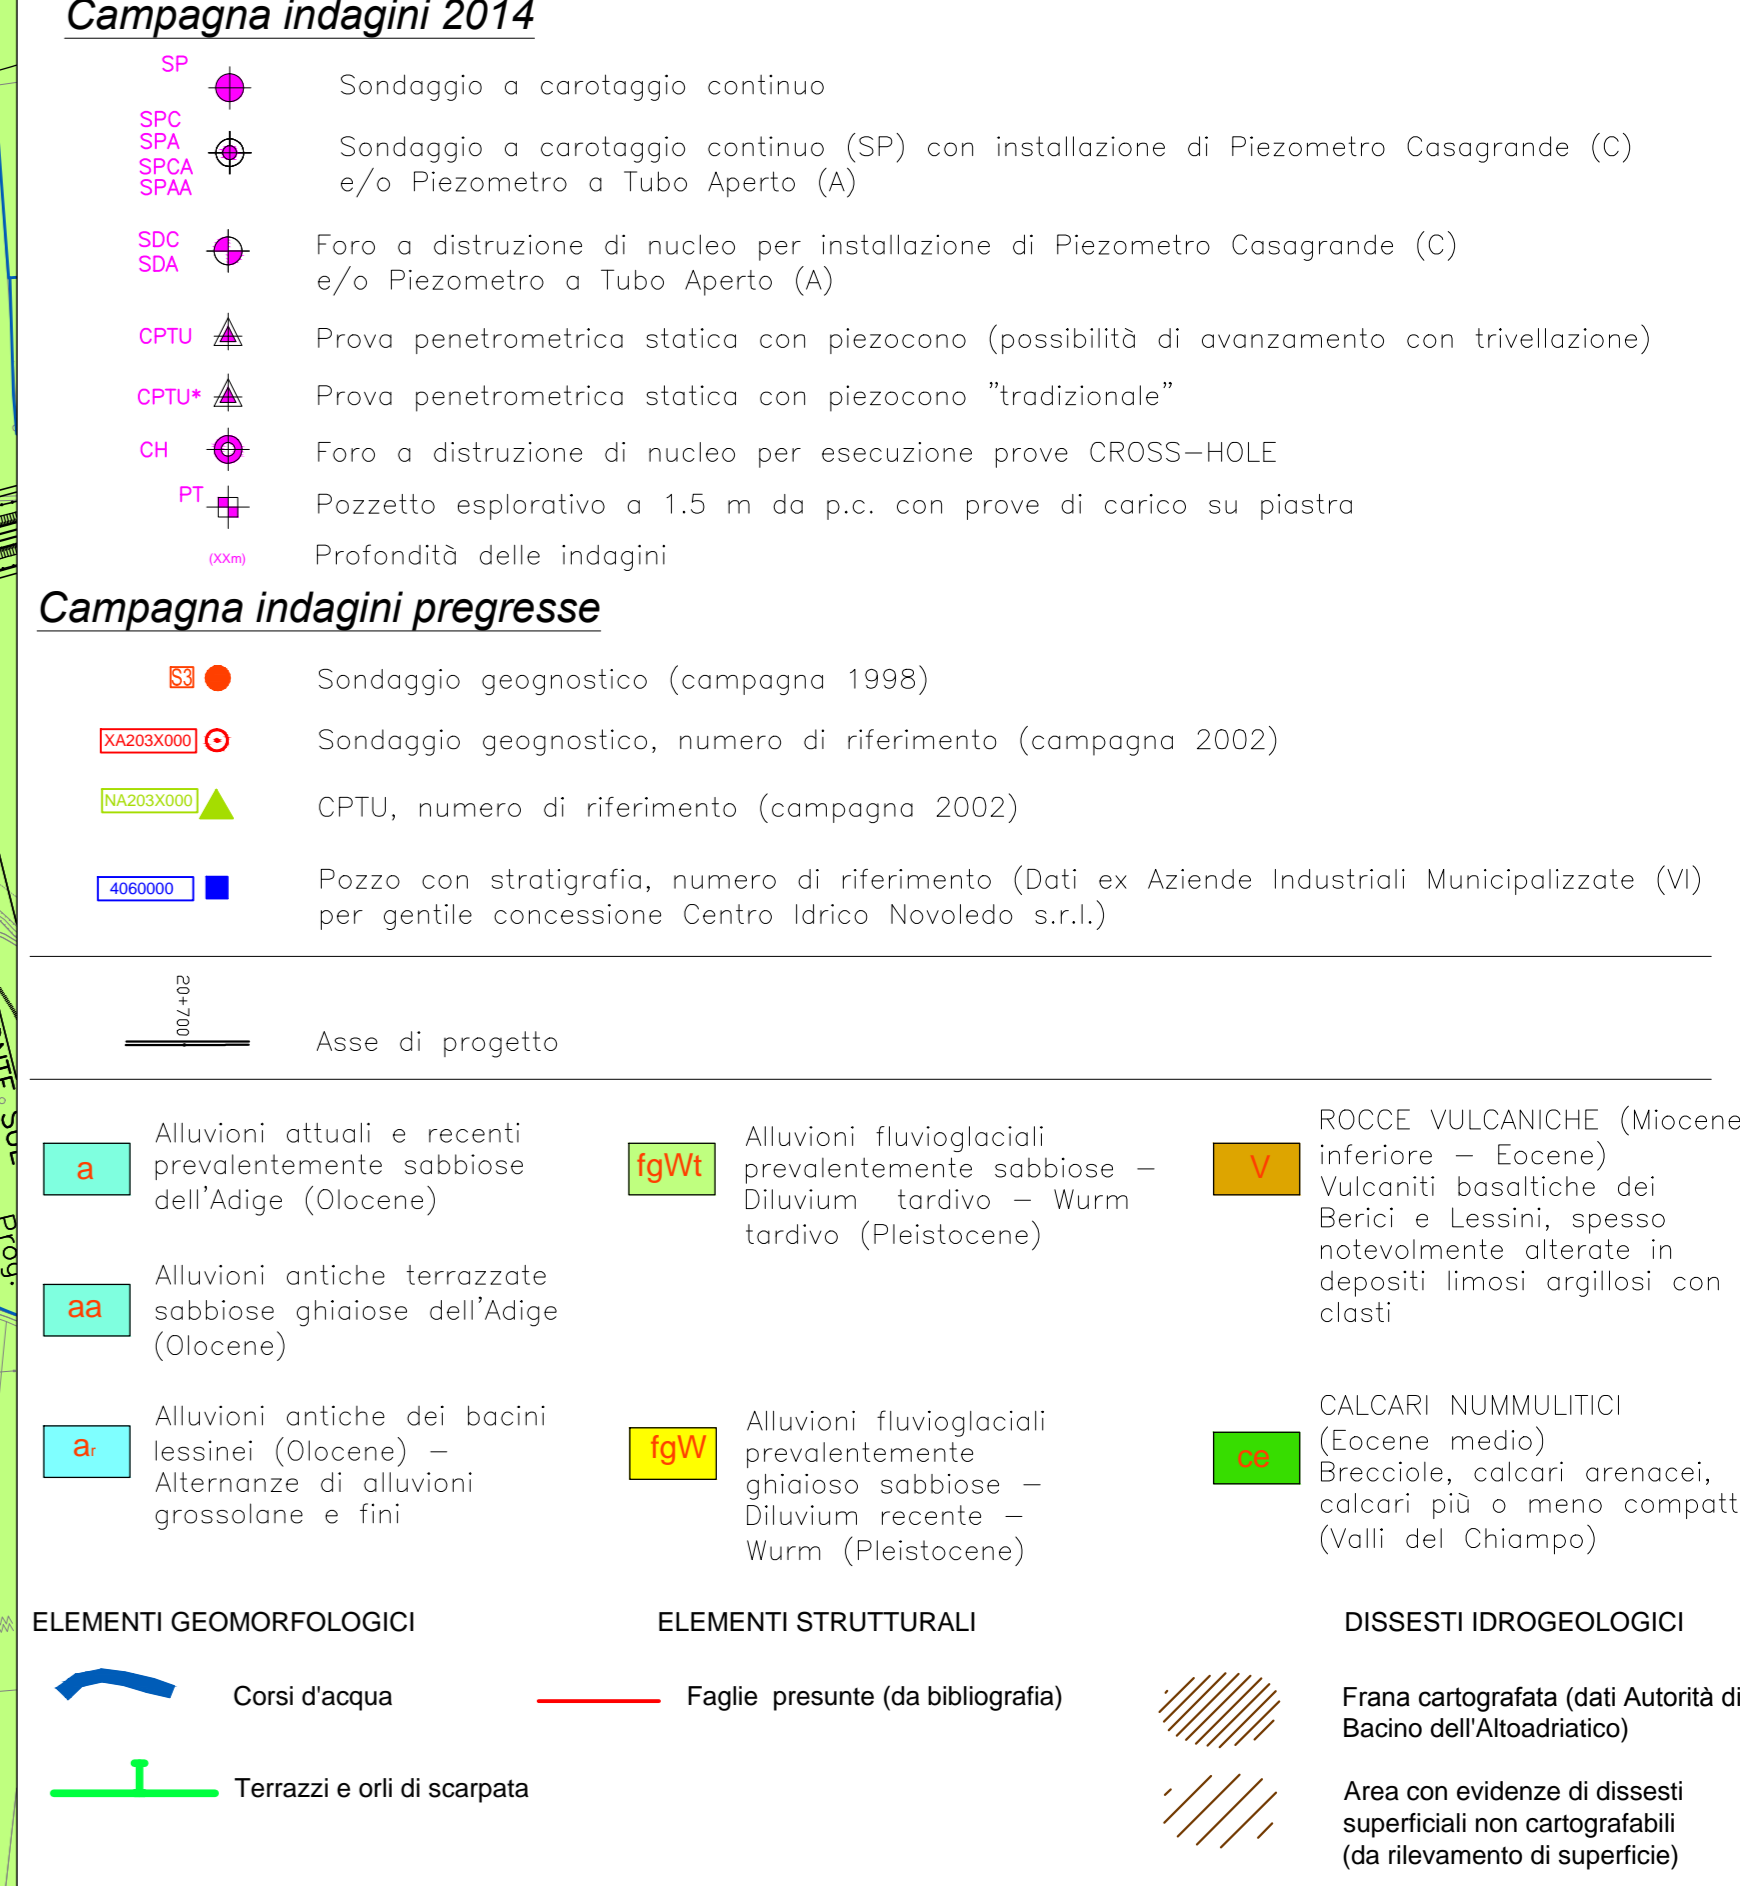 Campagna indagini 2014
SP
Sondaggio a carotaggio continuo
SPC
SPA
SPCA
SPAA
Sondaggio a carotaggio continuo (SP) con installazione di Piezometro Casagrande (C)
e/o Piezometro a Tubo Aperto (A)
SDC
SDA
Foro a distruzione di nucleo per installazione di Piezometro Casagrande (C)
e/o Piezometro a Tubo Aperto (A)
CPTU
Prova penetrometrica statica con piezocono (possibilità di avanzamento con trivellazione)
CPTU*
Prova penetrometrica statica con piezocono "tradizionale"
CH
Foro a distruzione di nucleo per esecuzione prove CROSS-HOLE
PT
Pozzetto esplorativo a 1.5 m da p.c. con prove di carico su piastra
(XXm)
Profondità delle indagini
Campagna indagini pregresse
S3
Sondaggio geognostico (campagna 1998)
XA203X000
Sondaggio geognostico, numero di riferimento (campagna 2002)
NA203X000
CPTU, numero di riferimento (campagna 2002)
4060000
Pozzo con stratigrafia, numero di riferimento (Dati ex Aziende Industriali Municipalizzate (VI)
per gentile concessione Centro Idrico Novoledo s.r.l.)
20+700
Asse di progetto
a
Alluvioni attuali e recenti
prevalentemente sabbiose
dell'Adige (Olocene)
aa
Alluvioni antiche terrazzate
sabbiose ghiaiose dell'Adige
(Olocene)
ar
Alluvioni antiche dei bacini
lessinei (Olocene) –
Alternanze di alluvioni
grossolane e fini
fgWt
Alluvioni fluvioglaciali
prevalentemente sabbiose –
Diluvium tardivo – Wurm
tardivo (Pleistocene)
fgW
Alluvioni fluvioglaciali
prevalentemente
ghiaioso sabbiose –
Diluvium recente –
Wurm (Pleistocene)
V
ROCCE VULCANICHE (Miocene
inferiore – Eocene)
Vulcaniti basaltiche dei
Berici e Lessini, spesso
notevolmente alterate in
depositi limosi argillosi con
clasti
ce
CALCARI NUMMULITICI
(Eocene medio)
Brecciole, calcari arenacei,
calcari più o meno compatt
(Valli del Chiampo)
ELEMENTI GEOMORFOLOGICI
Corsi d'acqua
Terrazzi e orli di scarpata
ELEMENTI STRUTTURALI
Faglie presunte (da bibliografia)
DISSESTI IDROGEOLOGICI
Frana cartografata (dati Autorità di
Bacino dell'Altoadriatico)
Area con evidenze di dissesti
superficiali non cartografabili
(da rilevamento di superficie)
SUL
Prog.